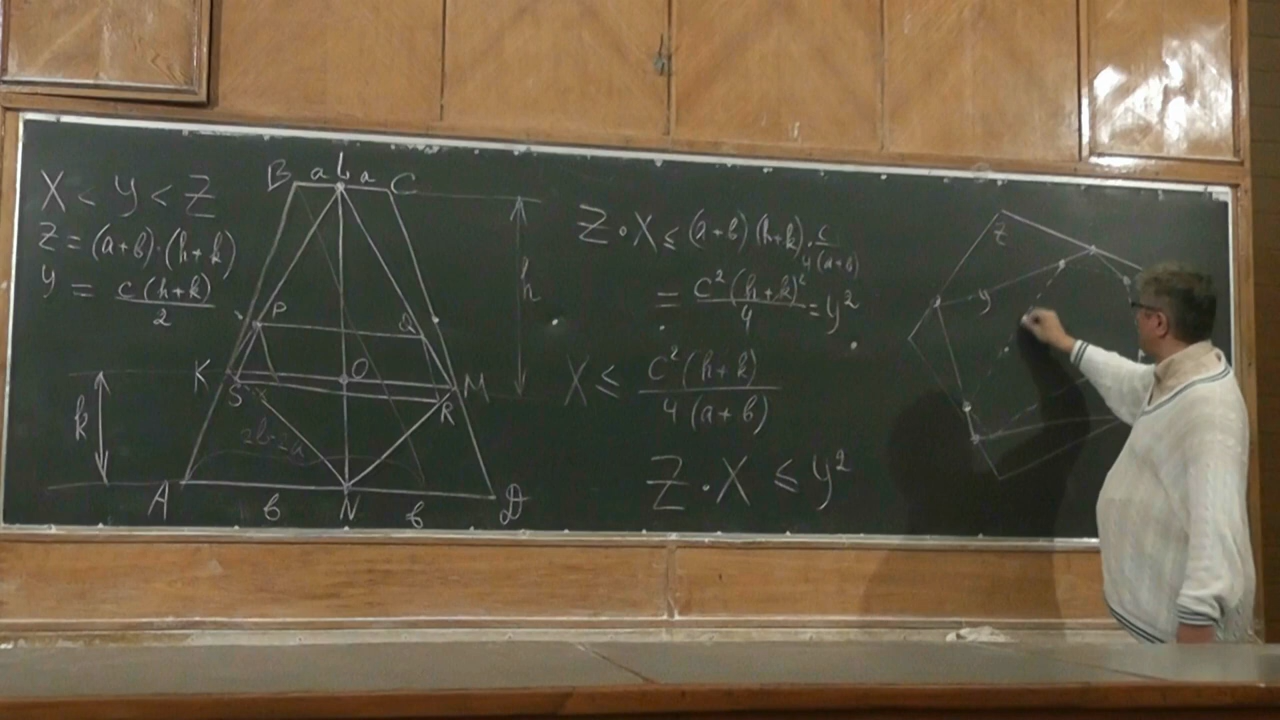 X < y < Z
Z = (a+b)·(h+k)
y = c(h+k)/2
B a L a C
P Q
K O M
S R
2b-2a
A b N b D
h
k
Z·X ≤ (a+b)(h+k)·c/4(a+b)
= c²(h+k)²/4 = y²
X ≤ c²(h+k)/4(a+b)
Z·X ≤ y²
z
y